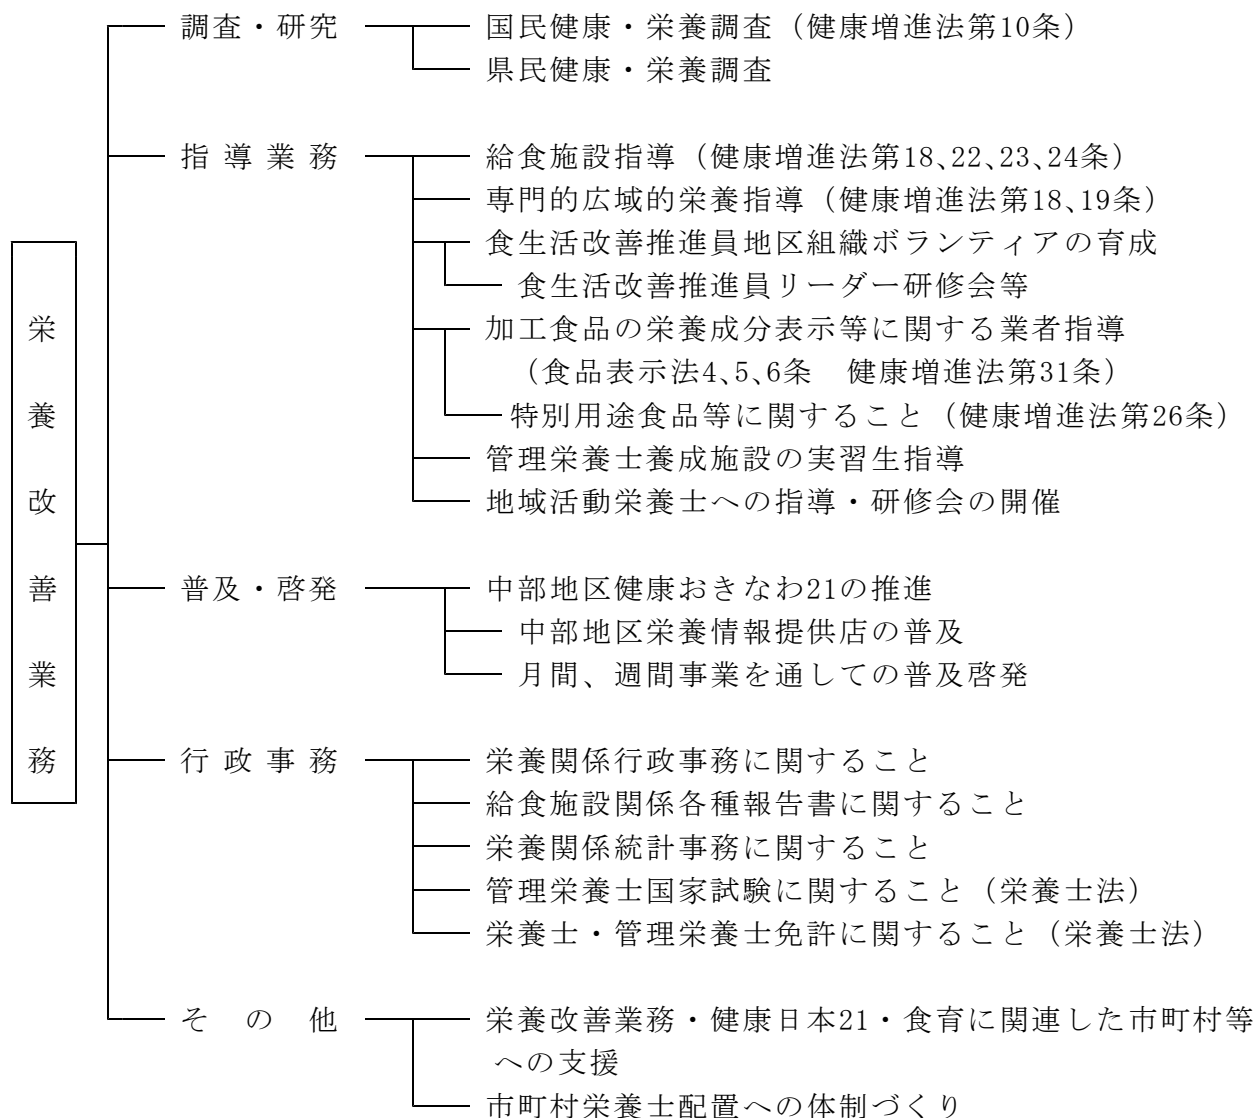 栄養改善業務
調査・研究
国民健康・栄養調査（健康増進法第10条）
県民健康・栄養調査
指導業務
給食施設指導（健康増進法第18、22、23、24条）
専門的広域的栄養指導（健康増進法第18、19条）
食生活改善推進員地区組織ボランティアの育成
食生活改善推進員リーダー研修会等
加工食品の栄養成分表示等に関する業者指導
（食品表示法4、5、6条　健康増進法第31条）
特別用途食品等に関すること（健康増進法第26条）
管理栄養士養成施設の実習生指導
地域活動栄養士への指導・研修会の開催
普及・啓発
中部地区健康おきなわ21の推進
中部地区栄養情報提供店の普及
月間、週間事業を通しての普及啓発
行政事務
栄養関係行政事務に関すること
給食施設関係各種報告書に関すること
栄養関係統計事務に関すること
管理栄養士国家試験に関すること（栄養士法）
栄養士・管理栄養士免許に関すること（栄養士法）
その他
栄養改善業務・健康日本21・食育に関連した市町村等
への支援
市町村栄養士配置への体制づくり